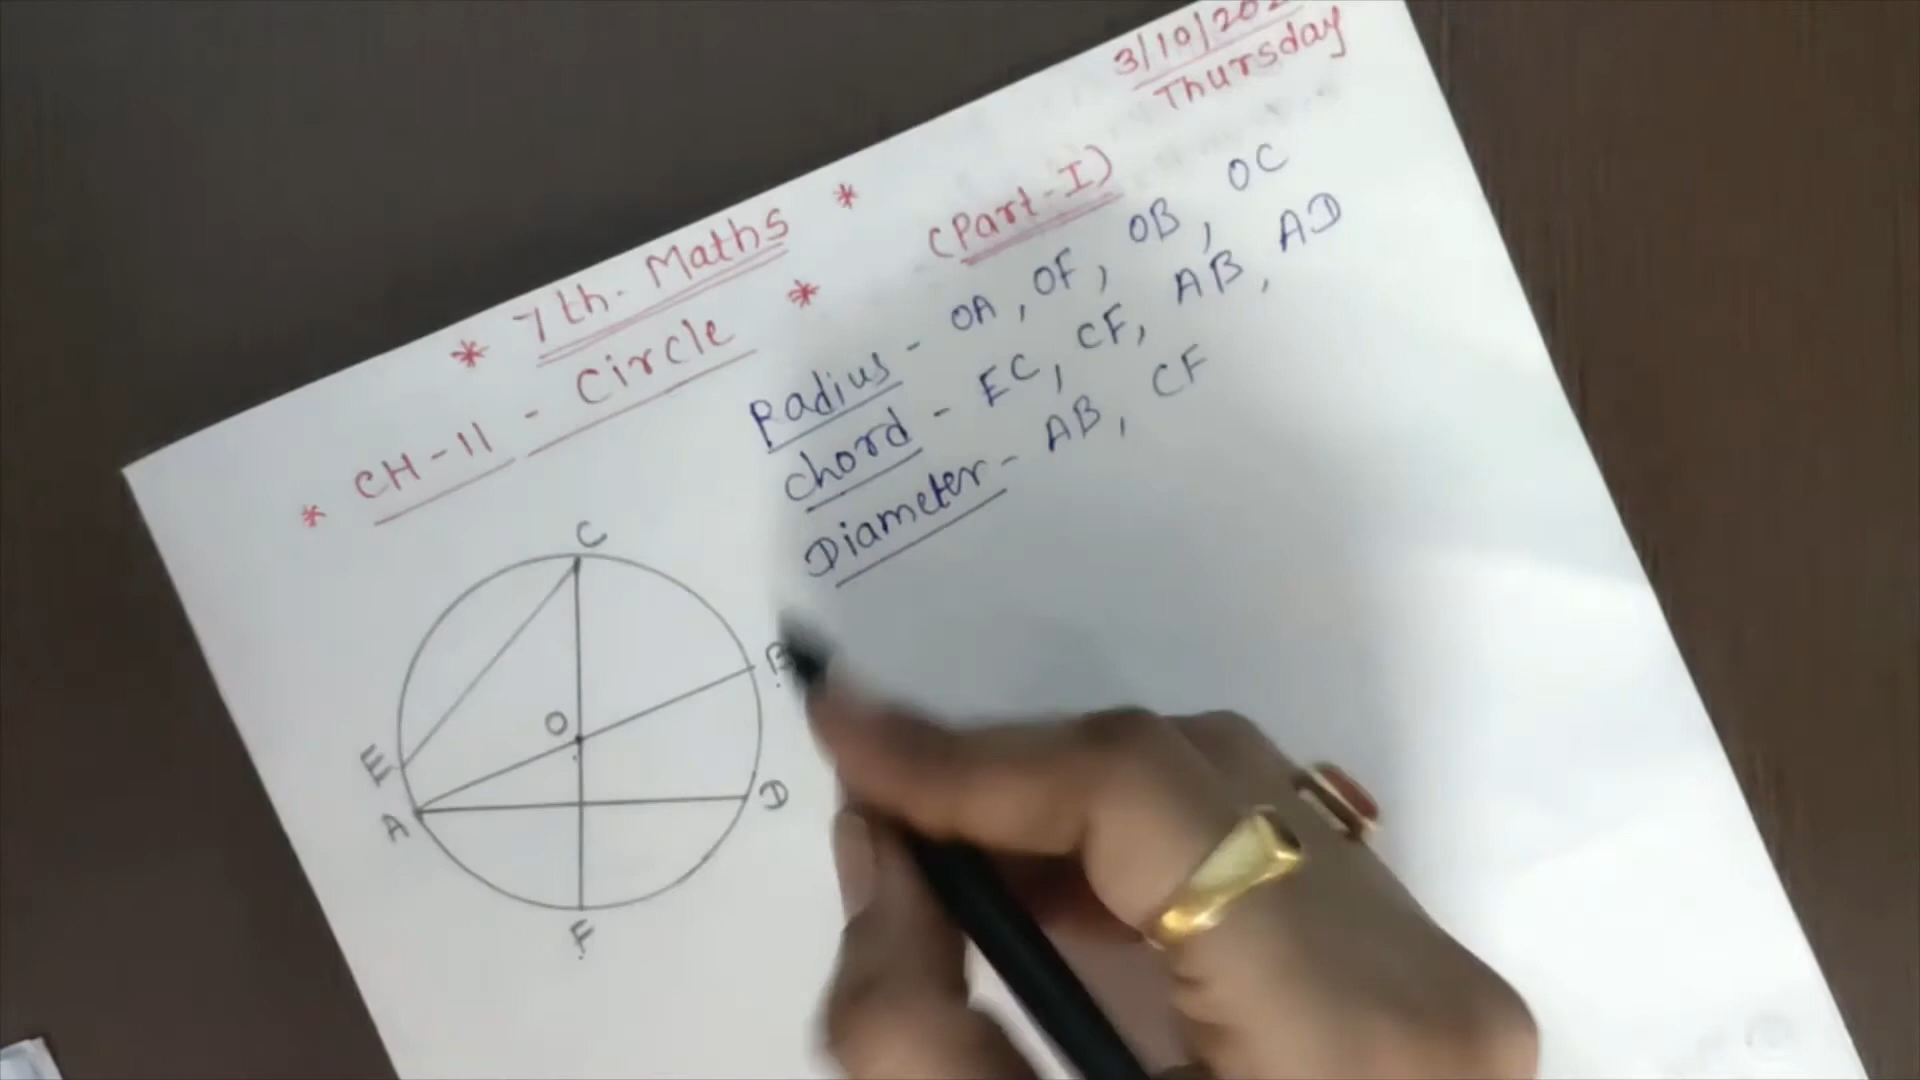 3/10/202
Thursday
* 7th. Maths *
* CH-11 - Circle *
(Part-I)
Radius - OA, OF, OB, OC
chord - EC, CF, AB, AD
Diameter - AB, CF
C
B
O
E
A
D
F